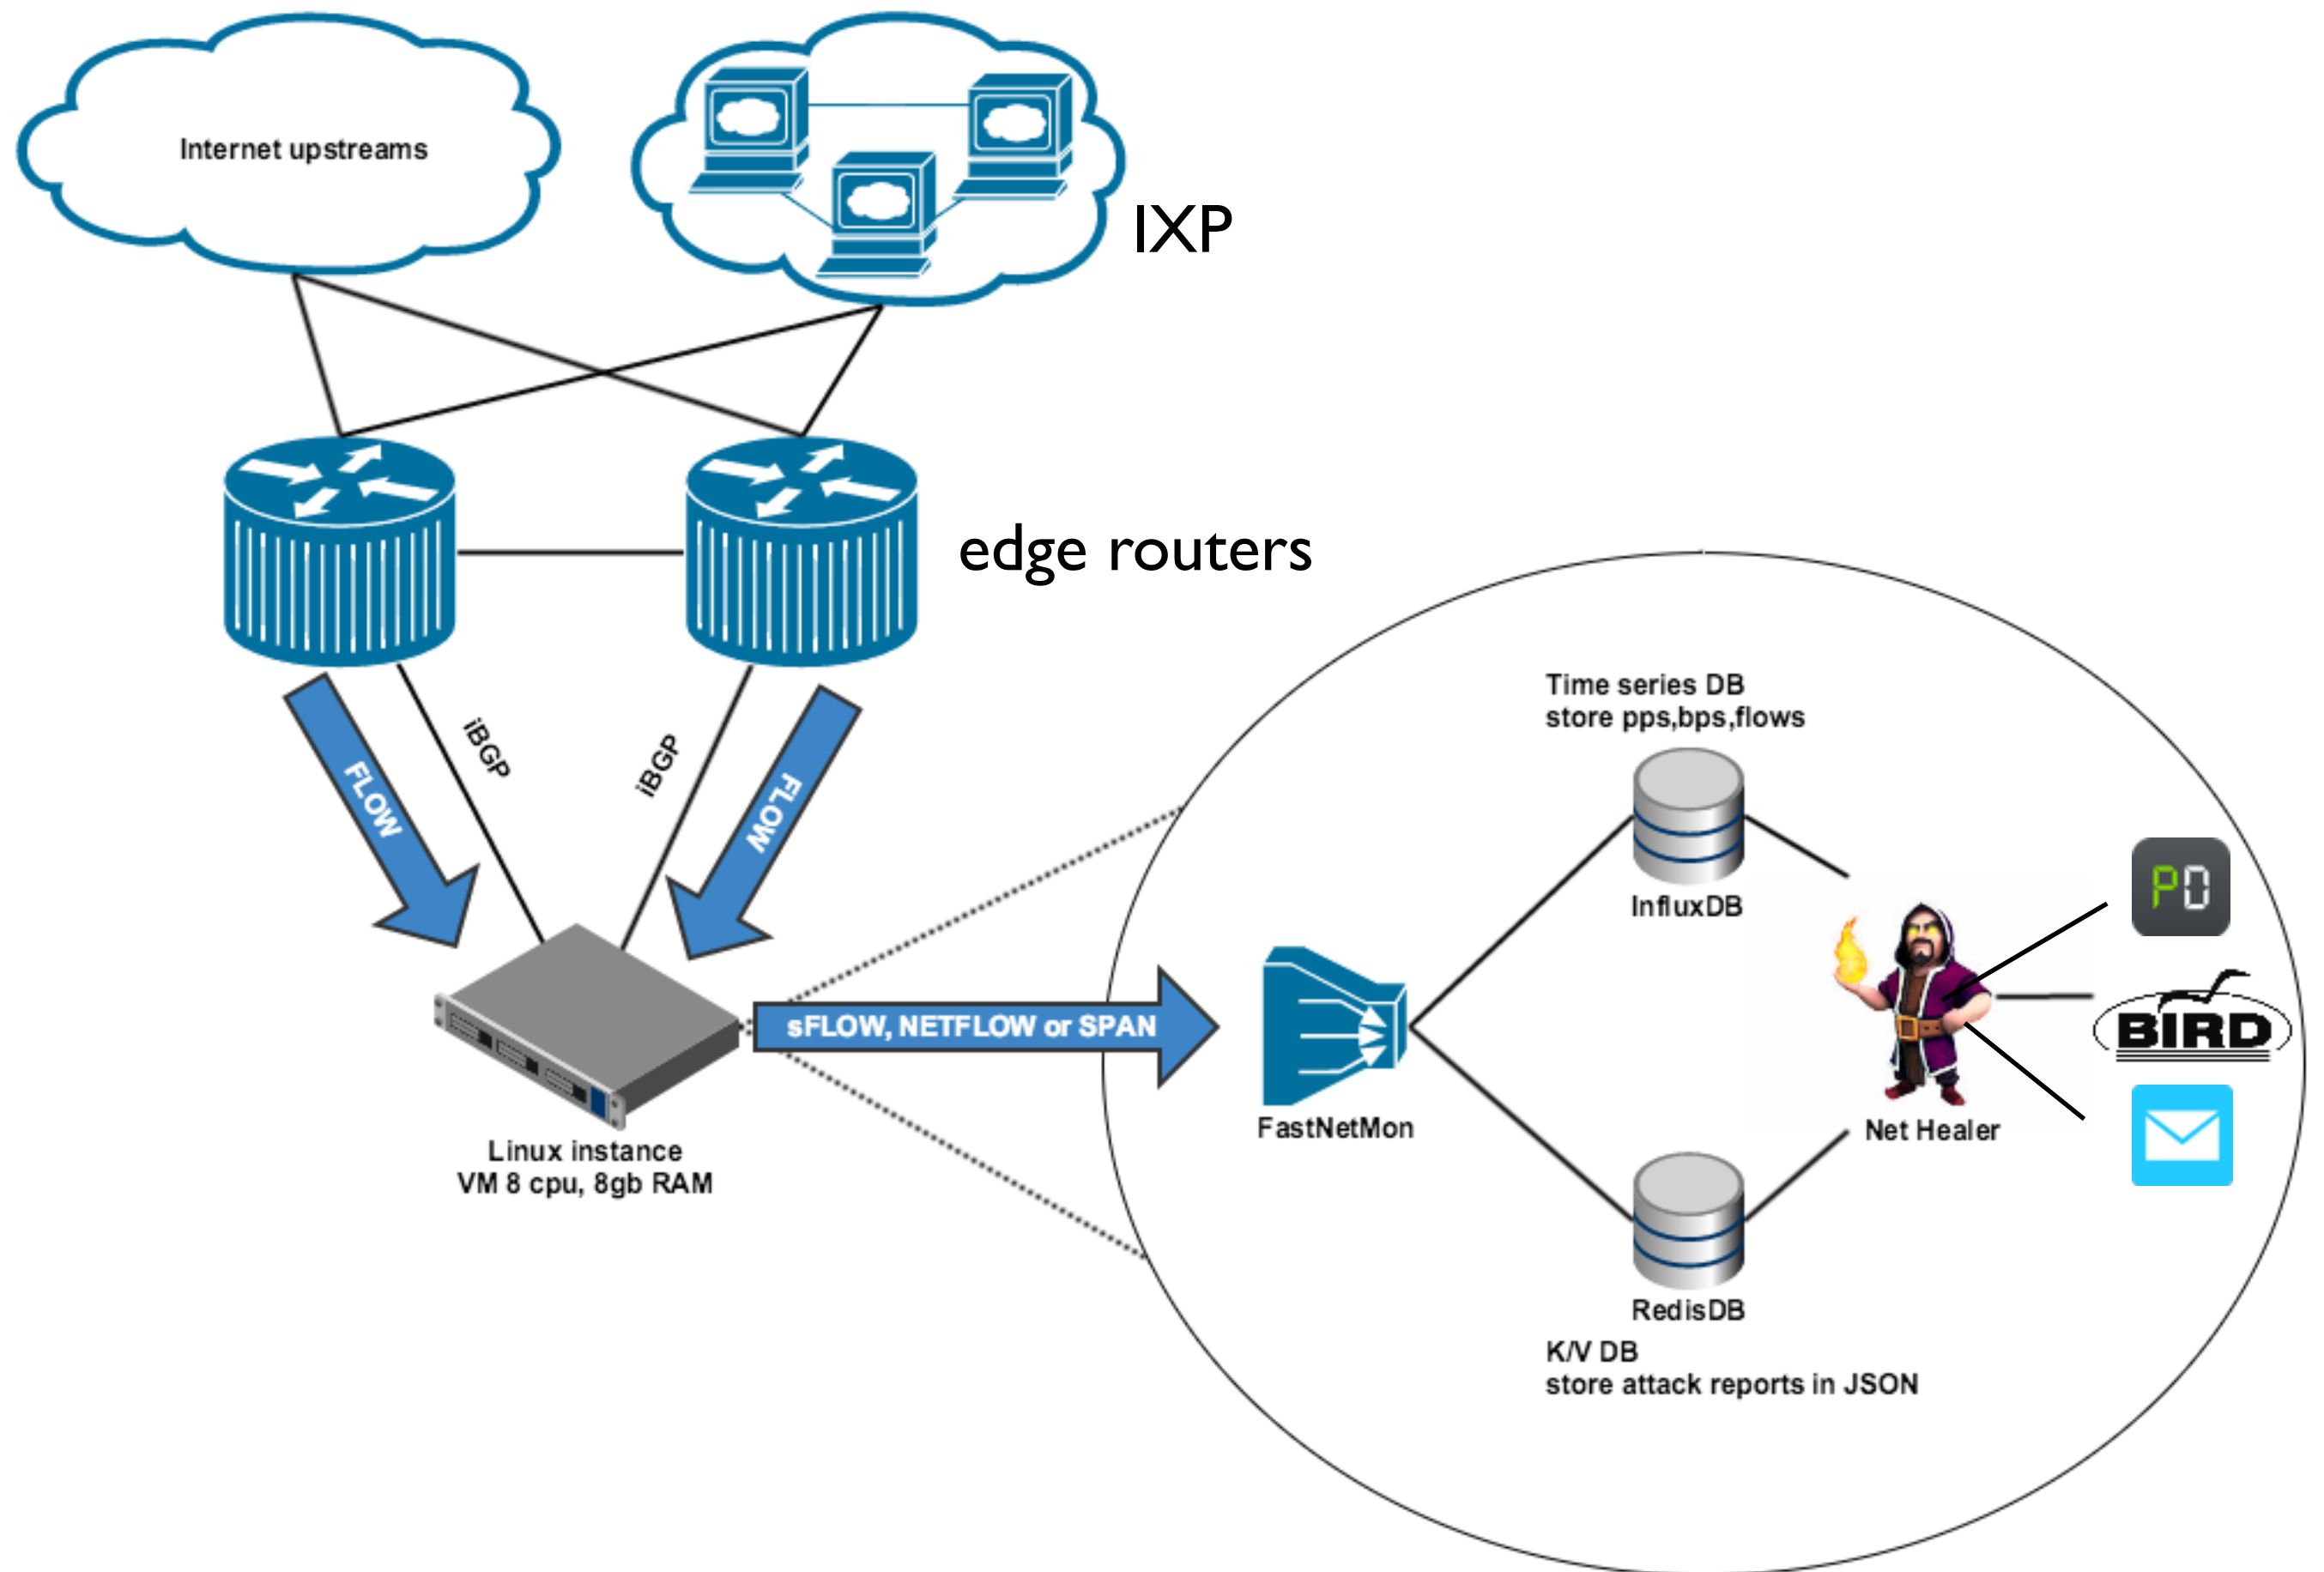 Internet upstreams
IXP
edge routers
iBGP
iBGP
FLOW
FLOW
Time series DB
store pps,bps,flows
InfluxDB
PD
sFLOW, NETFLOW or SPAN
BIRD
FastNetMon
Net Healer
Linux instance
VM 8 cpu, 8gb RAM
RedisDB
K/V DB
store attack reports in JSON